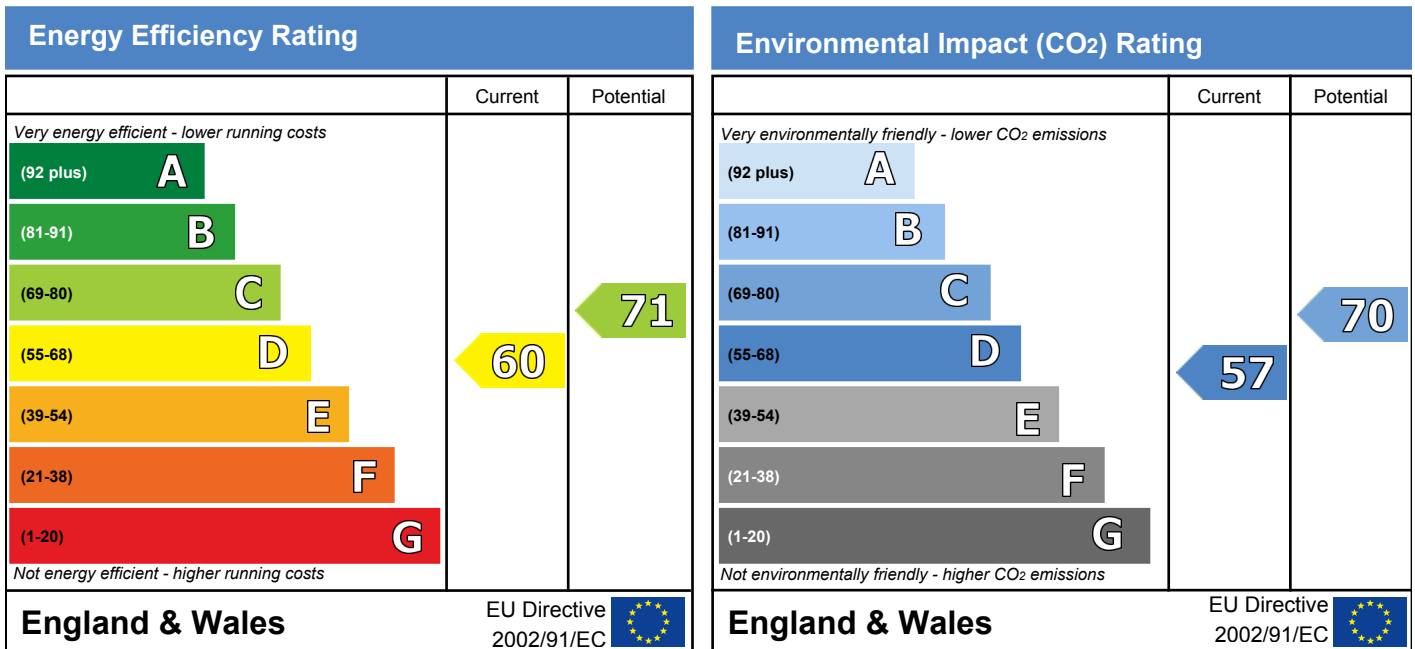 Energy Efficiency Rating
Current Potential
Very energy efficient - lower running costs
(92 plus) A
(81-91) B
(69-80) C
(55-68) D
(39-54) E
(21-38) F
(1-20) G
60
71
Not energy efficient - higher running costs
England & Wales
EU Directive
2002/91/EC
Environmental Impact (CO2) Rating
Current Potential
Very environmentally friendly - lower CO2 emissions
(92 plus) A
(81-91) B
(69-80) C
(55-68) D
(39-54) E
(21-38) F
(1-20) G
57
70
Not environmentally friendly - higher CO2 emissions
England & Wales
EU Directive
2002/91/EC